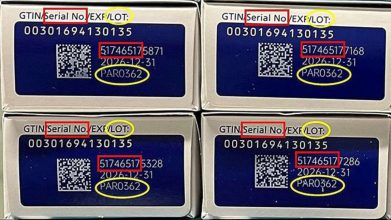 GTIN/Serial No./EXP/LOT:
00301694130135
517465175871
2026-12-31
PAR0362
GTIN/Serial No./EXP/LOT:
00301694130135
517465177168
2026-12-31
PAR0362
GTIN/Serial No./EXP/LOT:
00301694130135
517465175328
2026-12-31
PAR0362
GTIN/Serial No./EXP/LOT:
00301694130135
517465177286
2026-12-31
PAR0362